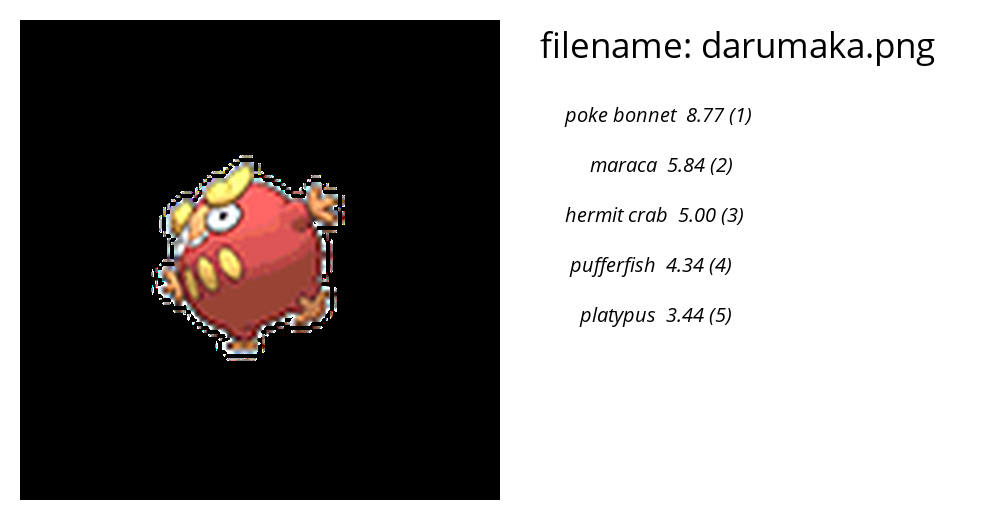 filename: darumaka.png
poke bonnet 8.77 (1)
maraca 5.84 (2)
hermit crab 5.00 (3)
pufferfish 4.34 (4)
platypus 3.44 (5)